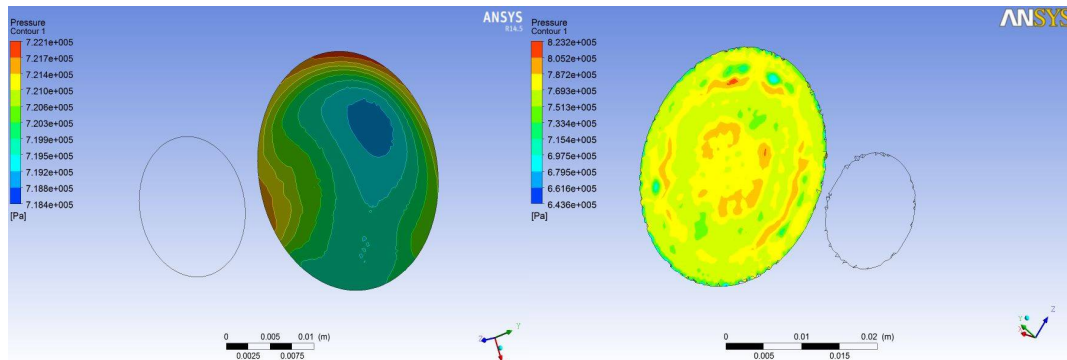 Pressure
Contour 1
7.221e+005
7.217e+005
7.214e+005
7.210e+005
7.206e+005
7.203e+005
7.199e+005
7.195e+005
7.192e+005
7.188e+005
7.184e+005
[Pa]
ANSYS
R14.5
0 0.005 0.01 (m)
0.0025 0.0075
Z Y
Pressure
Contour 1
8.232e+005
8.052e+005
7.872e+005
7.693e+005
7.513e+005
7.334e+005
7.154e+005
6.975e+005
6.795e+005
6.616e+005
6.436e+005
[Pa]
ANSYS
0 0.01 0.02 (m)
0.005 0.015
Y Z